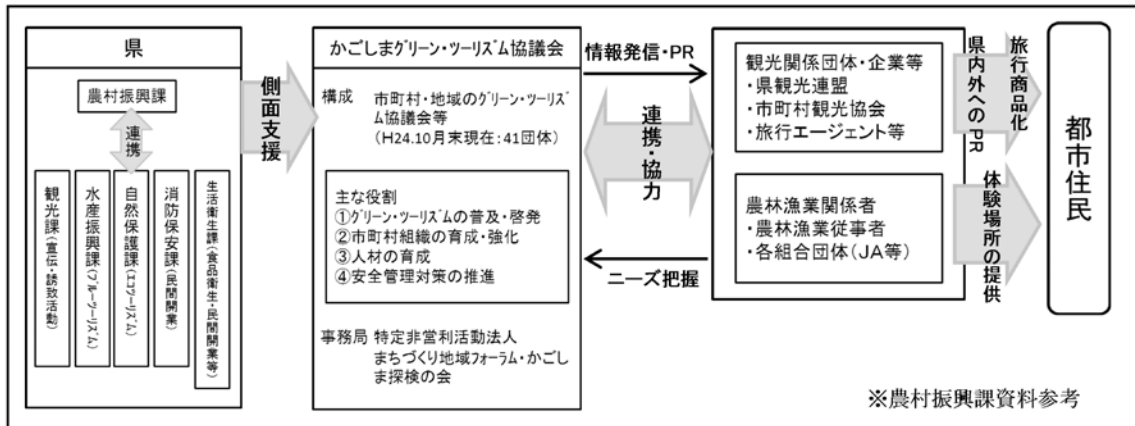 県
農村振興課
連携
観光課(宣伝・誘致活動)
水産振興課(ブルーツーリズム)
自然保護課(エコツーリズム)
消防保安課(民間開業)
生活衛生課(食品衛生・民間開業等)
側面支援
かごしまグリーン・ツーリズム協議会
構成 市町村・地域のグリーン・ツーリズ
ム協議会等
(H24.10月末現在:41団体)
主な役割
①グリーン・ツーリズムの普及・啓発
②市町村組織の育成・強化
③人材の育成
④安全管理対策の推進
事務局 特定非営利活動法人
まちづくり地域フォーラム・かごし
ま探検の会
情報発信・PR
連携・協力
ニーズ把握
観光関係団体・企業等
・県観光連盟
・市町村観光協会
・旅行エージェント等
農林漁業関係者
・農林漁業従事者
・各組合団体(JA等)
県内外へのPR
旅行商品化
体験場所の提供
都市住民
※農村振興課資料参考